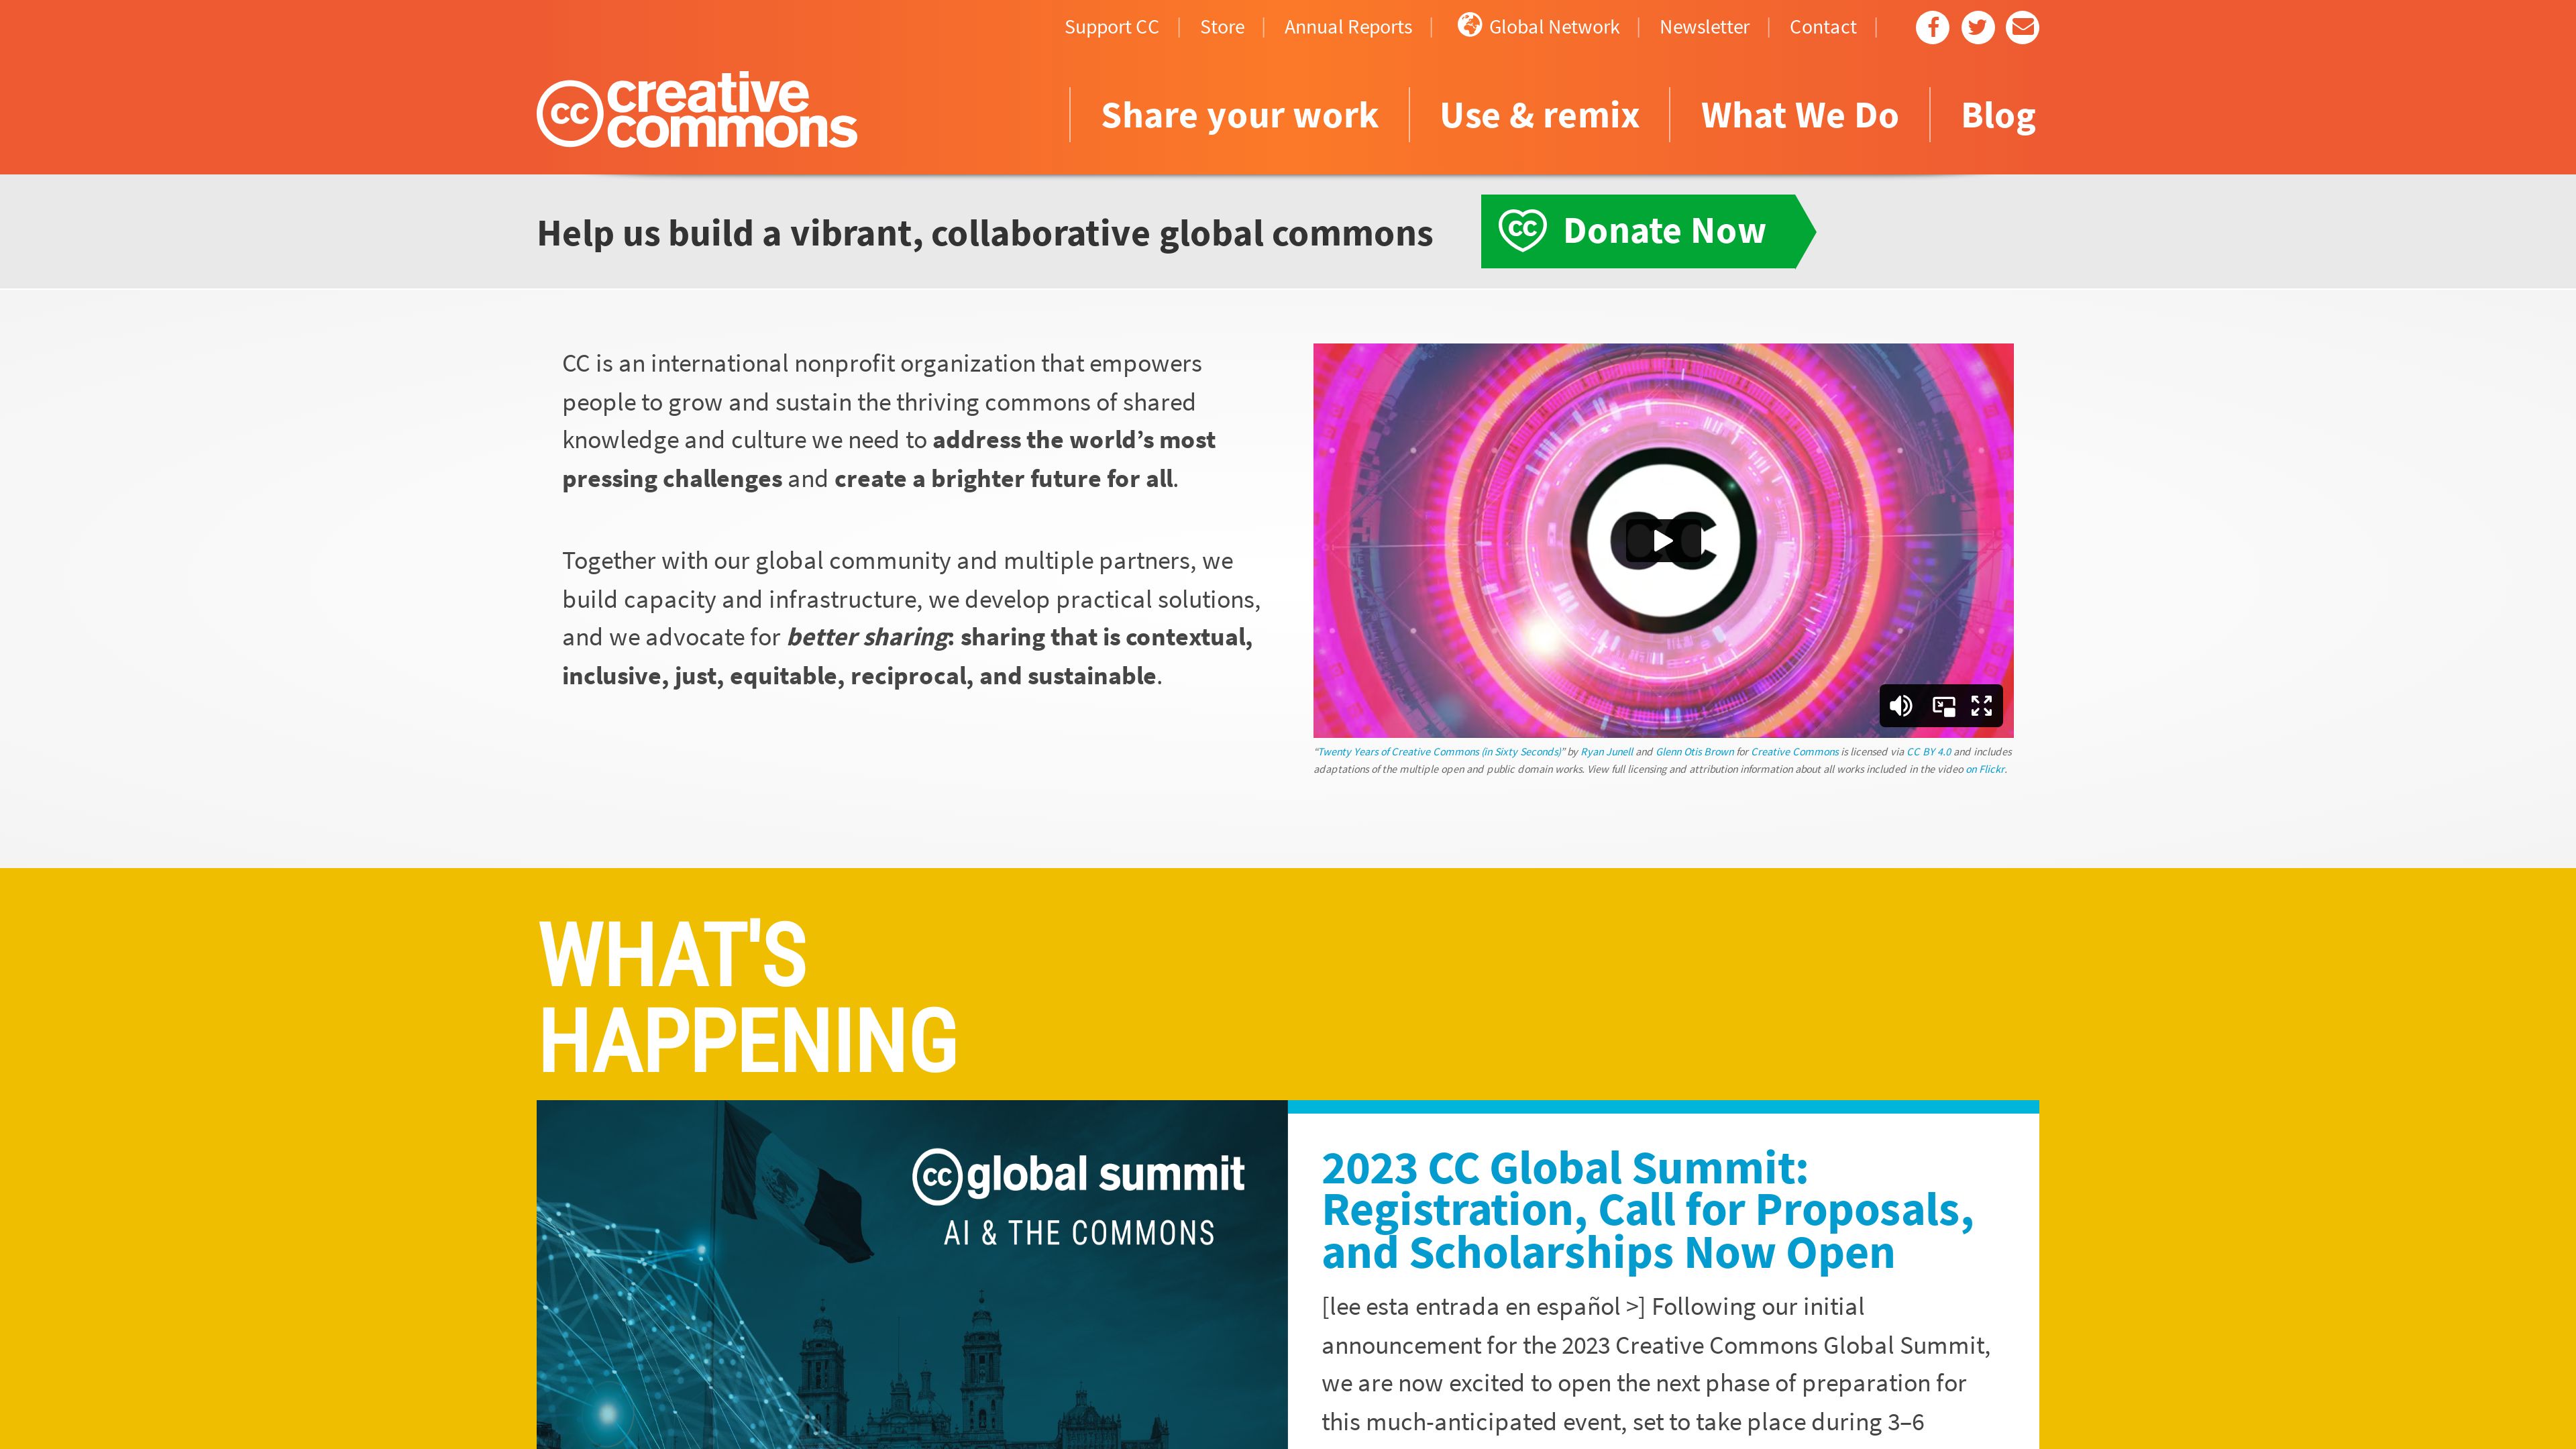 Support CC
Store
Annual Reports
Global Network
Newsletter
Contact
cc creative commons
Share your work
Use & remix
What We Do
Blog
Help us build a vibrant, collaborative global commons
cc Donate Now
CC is an international nonprofit organization that empowers
people to grow and sustain the thriving commons of shared
knowledge and culture we need to address the world’s most
pressing challenges and create a brighter future for all.
Together with our global community and multiple partners, we
build capacity and infrastructure, we develop practical solutions,
and we advocate for better sharing: sharing that is contextual,
inclusive, just, equitable, reciprocal, and sustainable.
CC
“Twenty Years of Creative Commons (in Sixty Seconds)” by Ryan Junell and Glenn Otis Brown for Creative Commons is licensed via CC BY 4.0 and includes
adaptations of the multiple open and public domain works. View full licensing and attribution information about all works included in the video on Flickr.
WHAT'S
HAPPENING
cc global summit
AI & THE COMMONS
2023 CC Global Summit:
Registration, Call for Proposals,
and Scholarships Now Open
[lee esta entrada en español >] Following our initial
announcement for the 2023 Creative Commons Global Summit,
we are now excited to open the next phase of preparation for
this much-anticipated event, set to take place during 3–6